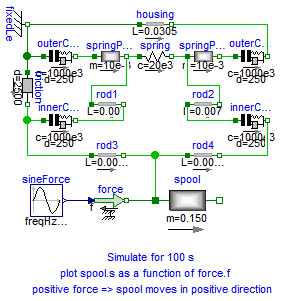 fixedLe
housing
L=0.0305
outerC...
springP...
spring
springP...
outerC...
c=1000e3
d=250
m=10e-3
c=20e3
m=10e-3
c=1000e3
d=250
friction
rod1
L=0.00
rod2
L=0.007
innerC...
c=1000e3
d=250
innerC...
c=1000e3
d=250
rod3
L=0.00...
rod4
L=0.00...
sineForce
freqHz...
force
f
spool
m=0.150
Simulate for 100 s
plot spool.s as a function of force.f
positive force => spool moves in positive direction